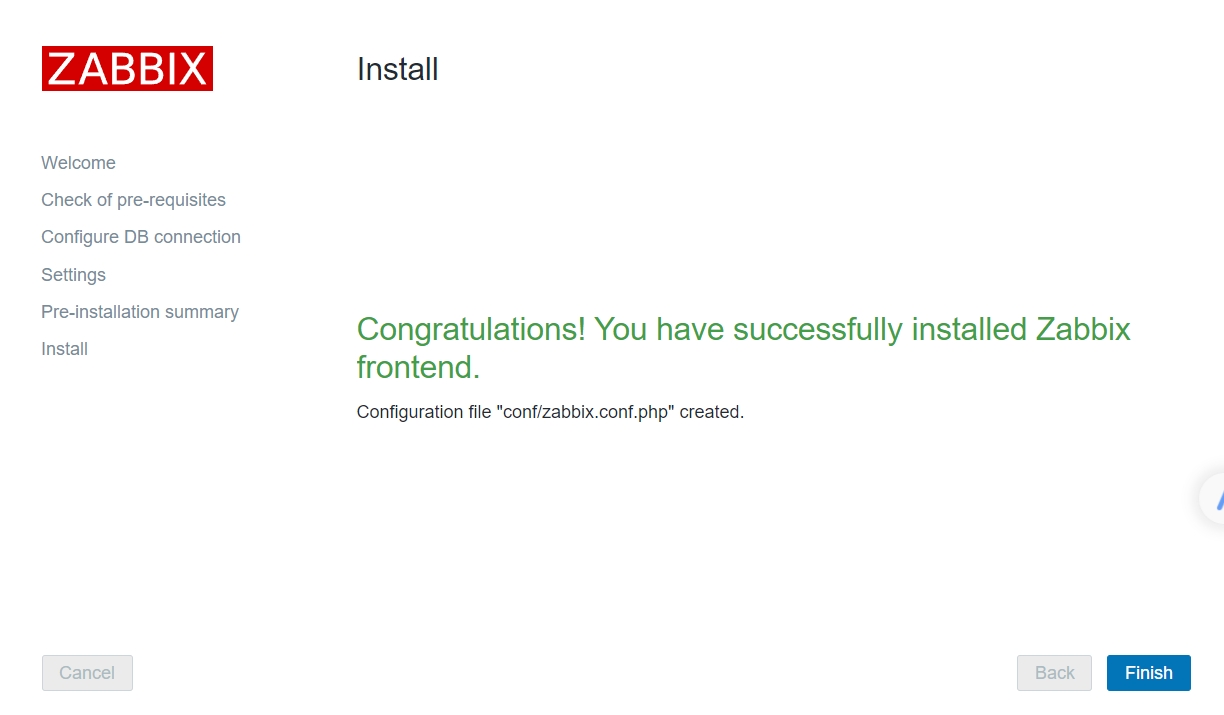 ZABBIX
Install
Welcome
Check of pre-requisites
Configure DB connection
Settings
Pre-installation summary
Install
Congratulations! You have successfully installed Zabbix
frontend.
Configuration file "conf/zabbix.conf.php" created.
Cancel
Back
Finish